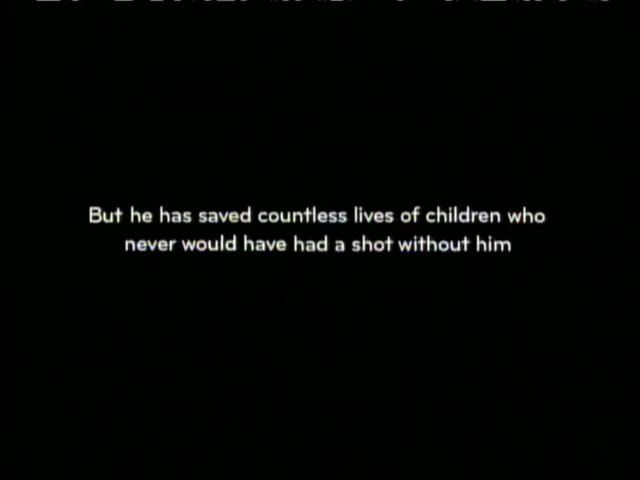 But he has saved countless lives of children who
never would have had a shot without him